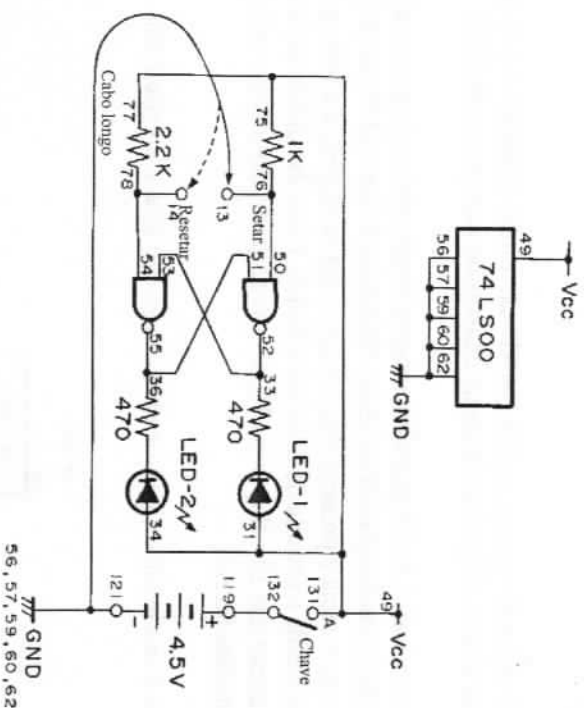 49
Vcc
74LS00
56 57 59 60 62
GND
1K
75 76
13
Setar
50
51
52
33
470
LED-1
31
2.2K
77 78
14
Resetar
53
54
55
36
470
LED-2
34
Cabo longo
49
Vcc
131
A
Chave
132
119
+
4.5V
-
121
GND
56, 57, 59, 60, 62